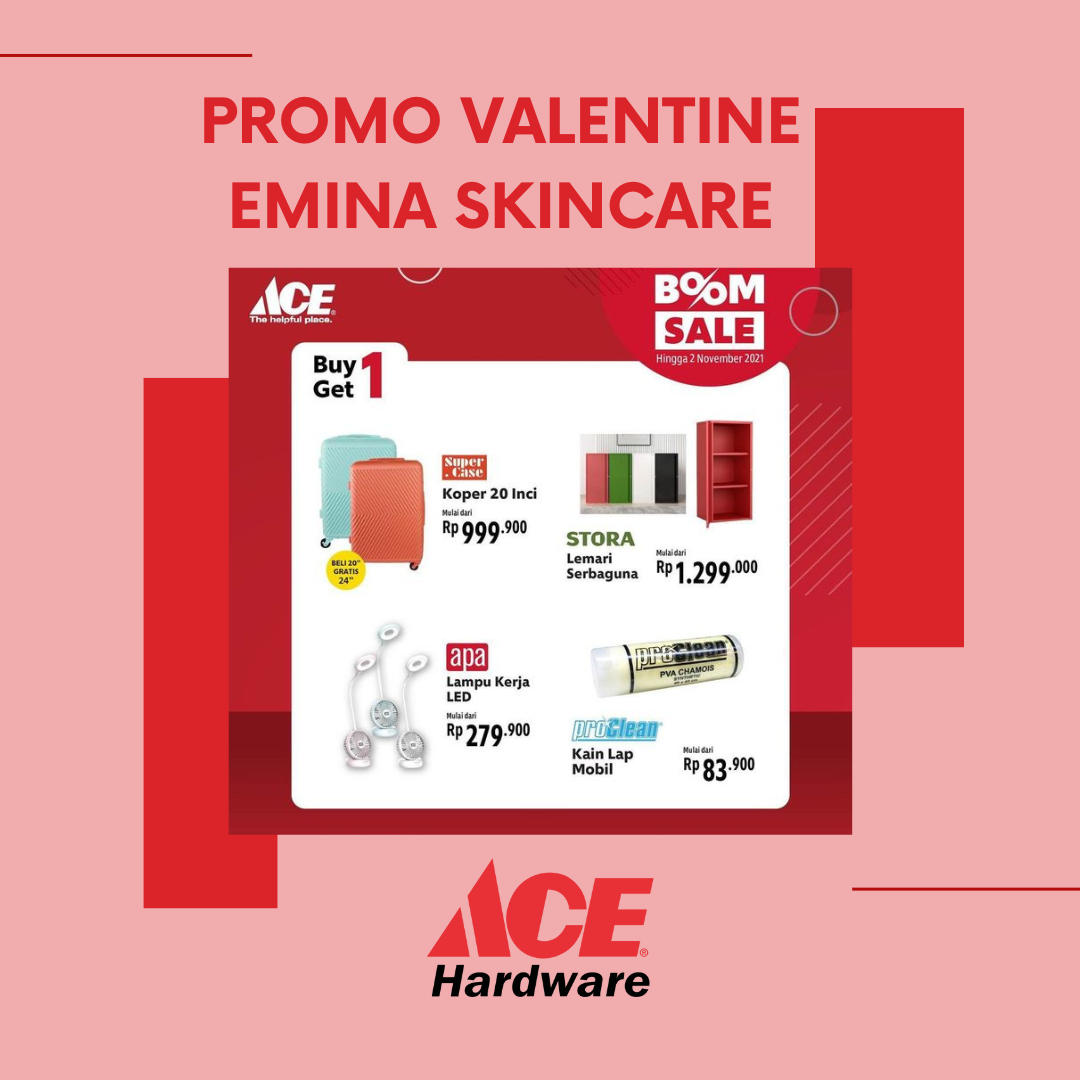 PROMO VALENTINE
EMINA SKINCARE
ACE
The helpful place.
BOOM
SALE
Hingga 2 November 2021
Buy 1
Get
Super
.Case
Koper 20 Inci
Mulai dari
Rp 999.900
BELI 20"
GRATIS
24"
STORA
Lemari
Serbaguna
Mulai dari
Rp 1.299.000
apa
Lampu Kerja
LED
Mulai dari
Rp 279.900
proClean
PVA CHAMOIS
SYNTHETIC
proClean
Kain Lap
Mobil
Mulai dari
Rp 83.900
ACE®
Hardware